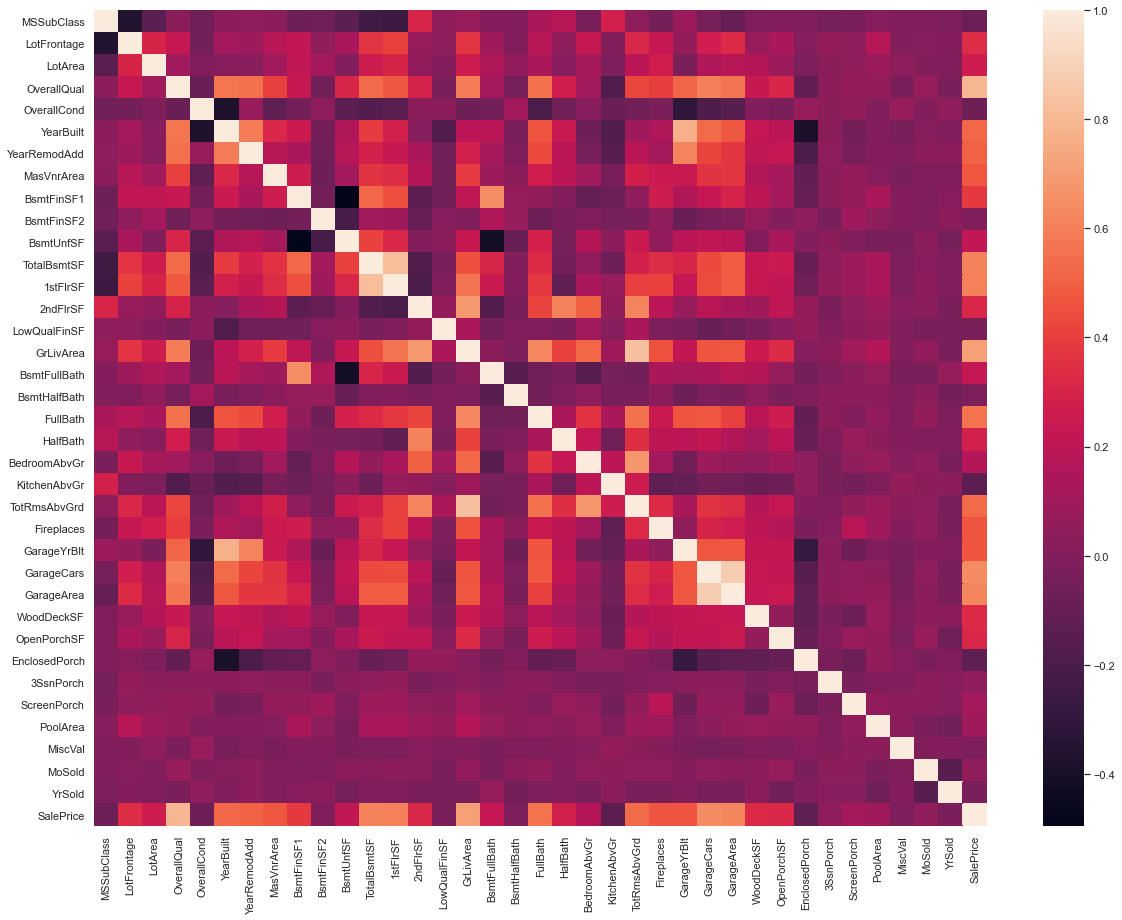 MSSubClass
LotFrontage
LotArea
OverallQual
OverallCond
YearBuilt
YearRemodAdd
MasVnrArea
BsmtFinSF1
BsmtFinSF2
BsmtUnfSF
TotalBsmtSF
1stFlrSF
2ndFlrSF
LowQualFinSF
GrLivArea
BsmtFullBath
BsmtHalfBath
FullBath
HalfBath
BedroomAbvGr
KitchenAbvGr
TotRmsAbvGrd
Fireplaces
GarageYrBlt
GarageCars
GarageArea
WoodDeckSF
OpenPorchSF
EnclosedPorch
3SsnPorch
ScreenPorch
PoolArea
MiscVal
MoSold
YrSold
SalePrice
MSSubClass
LotFrontage
LotArea
OverallQual
OverallCond
YearBuilt
YearRemodAdd
MasVnrArea
BsmtFinSF1
BsmtFinSF2
BsmtUnfSF
TotalBsmtSF
1stFlrSF
2ndFlrSF
LowQualFinSF
GrLivArea
BsmtFullBath
BsmtHalfBath
FullBath
HalfBath
BedroomAbvGr
KitchenAbvGr
TotRmsAbvGrd
Fireplaces
GarageYrBlt
GarageCars
GarageArea
WoodDeckSF
OpenPorchSF
EnclosedPorch
3SsnPorch
ScreenPorch
PoolArea
MiscVal
MoSold
YrSold
SalePrice
1.0
0.8
0.6
0.4
0.2
0.0
−0.2
−0.4